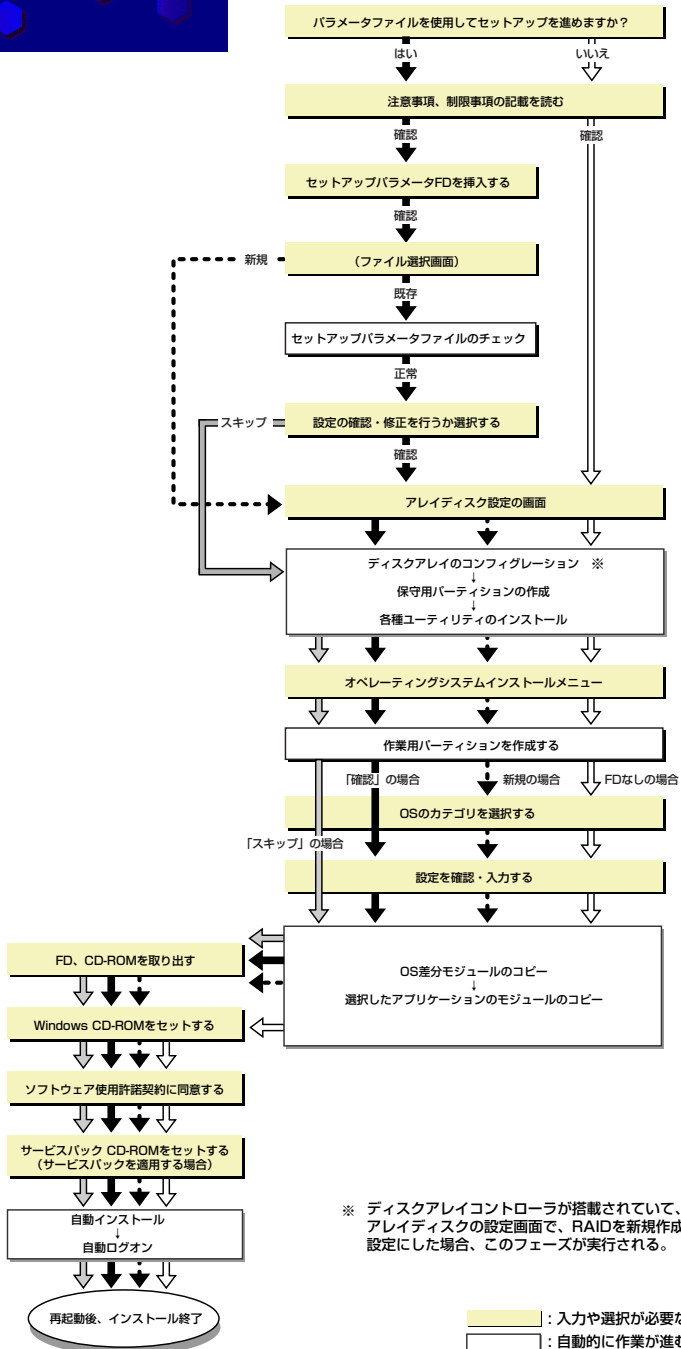 パラメータファイルを使用してセットアップを進めますか？
はい
いいえ
注意事項、制限事項の記載を読む
確認
確認
セットアップパラメータFDを挿入する
確認
新規
（ファイル選択画面）
既存
セットアップパラメータファイルのチェック
正常
スキップ
設定の確認・修正を行うか選択する
確認
アレイディスク設定の画面
ディスクアレイのコンフィグレーション ※
↓
保守用パーティションの作成
↓
各種ユーティリティのインストール
オペレーティングシステムインストールメニュー
作業用パーティションを作成する
「確認」の場合
新規の場合
FDなしの場合
OSのカテゴリを選択する
「スキップ」の場合
設定を確認・入力する
OS差分モジュールのコピー
↓
選択したアプリケーションのモジュールのコピー
FD、CD-ROMを取り出す
Windows CD-ROMをセットする
ソフトウェア使用許諾契約に同意する
サービスパック CD-ROMをセットする
（サービスパックを適用する場合）
自動インストール
↓
自動ログオン
再起動後、インストール終了
※ ディスクアレイコントローラが搭載されていて、
アレイディスクの設定画面で、RAIDを新規作成
設定にした場合、このフェーズが実行される。
：入力や選択が必要な
：自動的に作業が進む